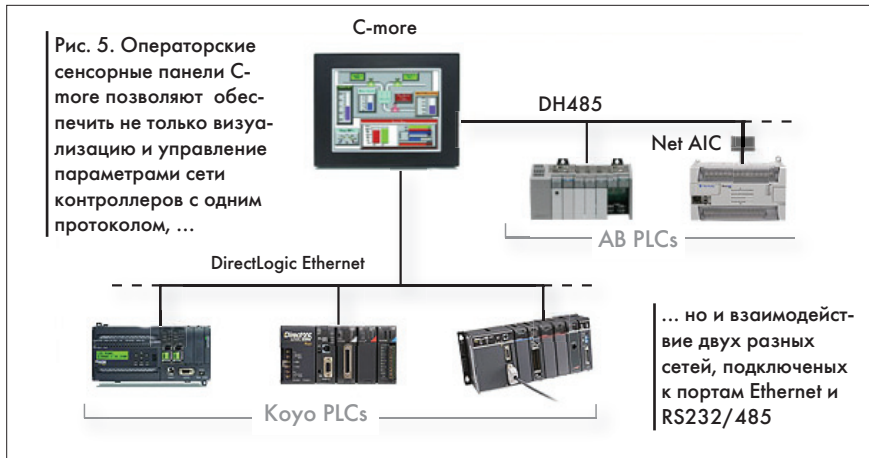 C-more
Рис. 5. Операторские
сенсорные панели C-
more позволяют обес-
печить не только визуа-
лизацию и управление
параметрами сети
контроллеров с одним
протоколом, ...
DH485
Net AIC
AB PLCs
DirectLogic Ethernet
Koyo PLCs
... но и взаимодейст-
вие двух разных
сетей, подключеных
к портам Ethernet и
RS232/485